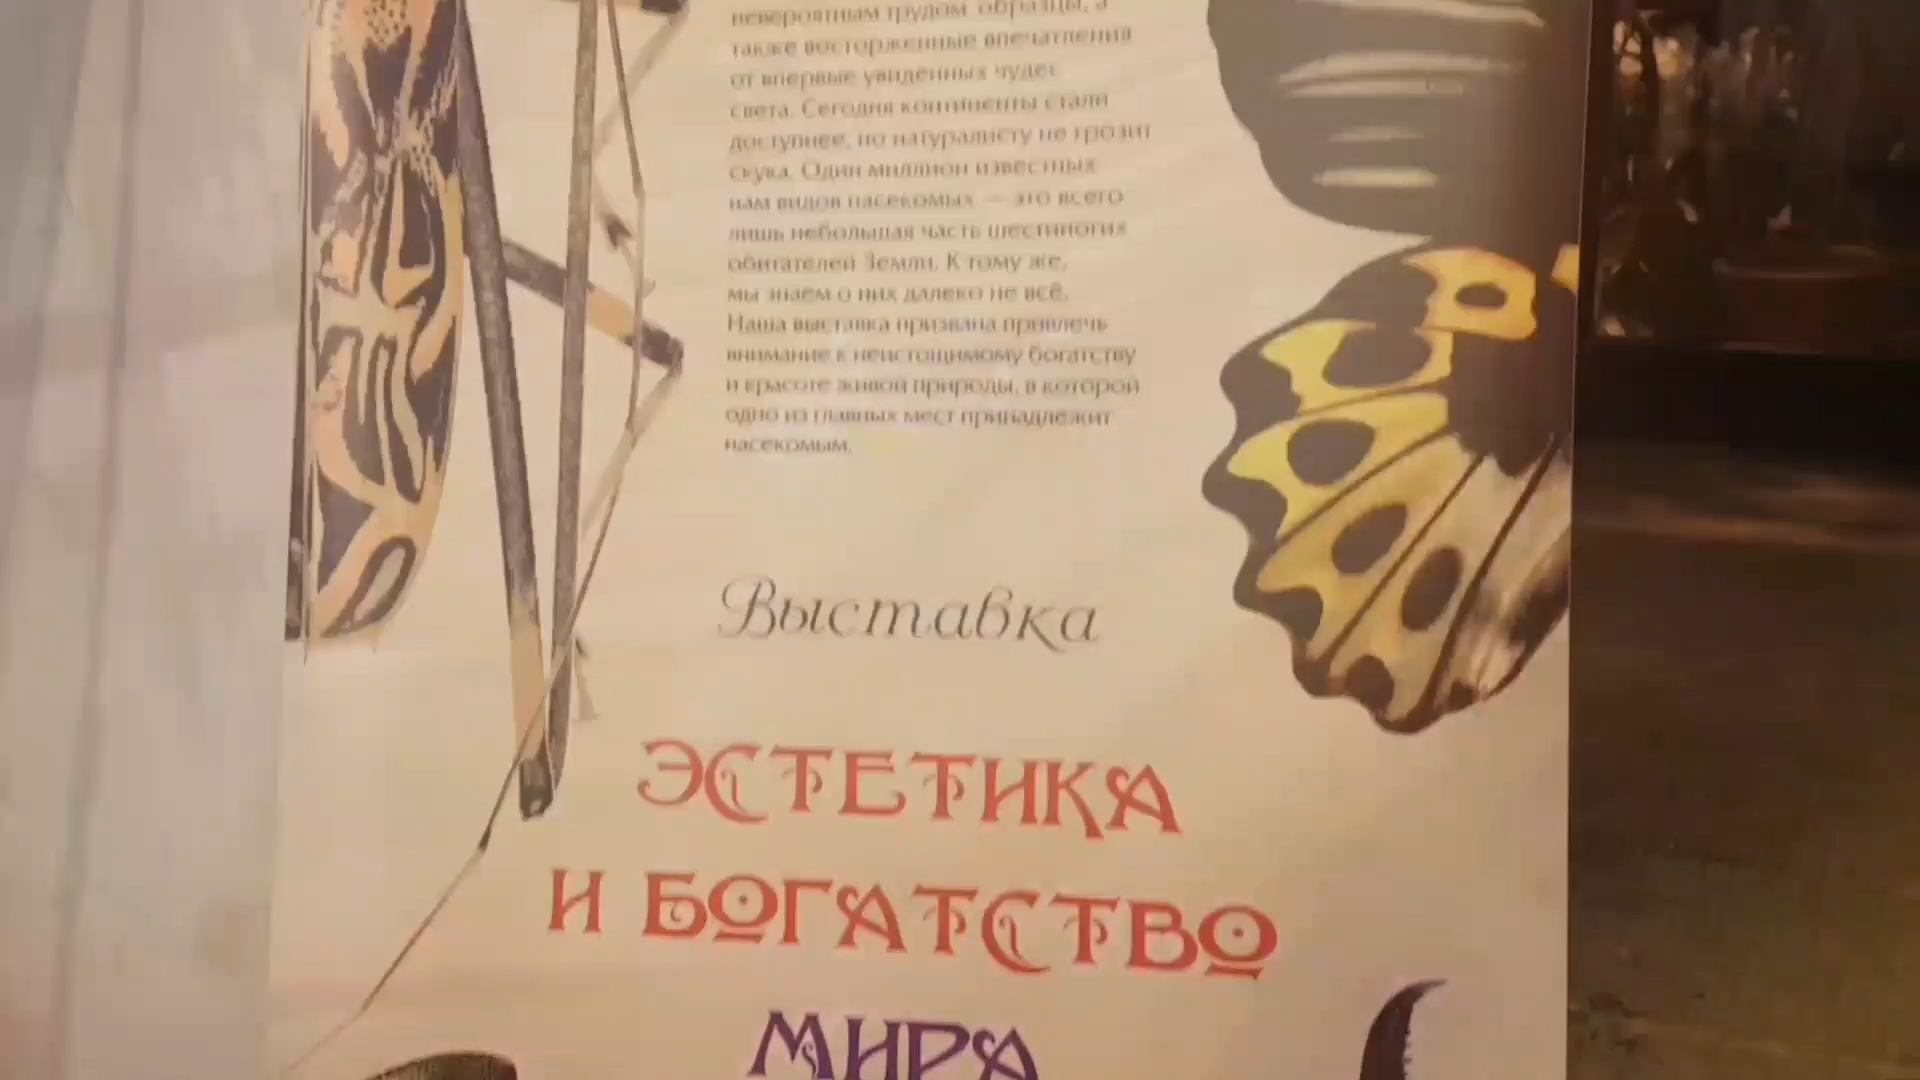 невероятным трудом образцы, а
также восторженные впечатления
от впервые увиденных чудес
света. Сегодня континенты стали
доступнее, но натуралисту не грозит
скука. Один миллион известных
нам видов насекомых — это всего
лишь небольшая часть шестиногих
обитателей Земли. К тому же,
мы знаем о них далеко не всё.
Наша выставка призвана привлечь
внимание к неистощимому богатству
и красоте живой природы, в которой
одно из главных мест принадлежит
насекомым.
Выставка
ЭСТЕТИКА
И БОГАТСТВО
МИРА